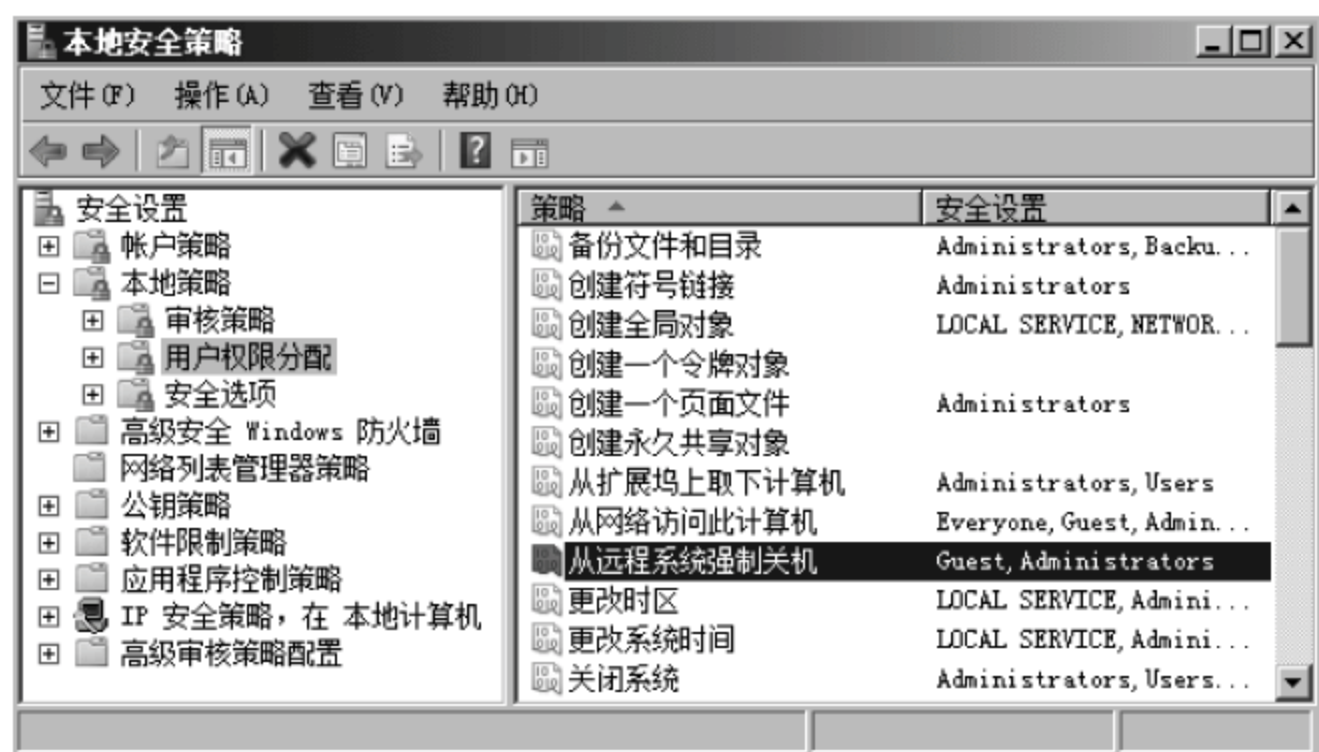 本地安全策略
文件(F) 操作(A) 查看(V) 帮助(H)
安全设置
帐户策略
本地策略
审核策略
用户权限分配
安全选项
高级安全 Windows 防火墙
网络列表管理器策略
公钥策略
软件限制策略
应用程序控制策略
IP 安全策略，在 本地计算机
高级审核策略配置
策略 安全设置
备份文件和目录 Administrators, Backu...
创建符号链接 Administrators
创建全局对象 LOCAL SERVICE, NETWOR...
创建一个令牌对象
创建一个页面文件 Administrators
创建永久共享对象
从扩展坞上取下计算机 Administrators, Users
从网络访问此计算机 Everyone, Guest, Admin...
从远程系统强制关机 Guest, Administrators
更改时区 LOCAL SERVICE, Admini...
更改系统时间 LOCAL SERVICE, Admini...
关闭系统 Administrators, Users...